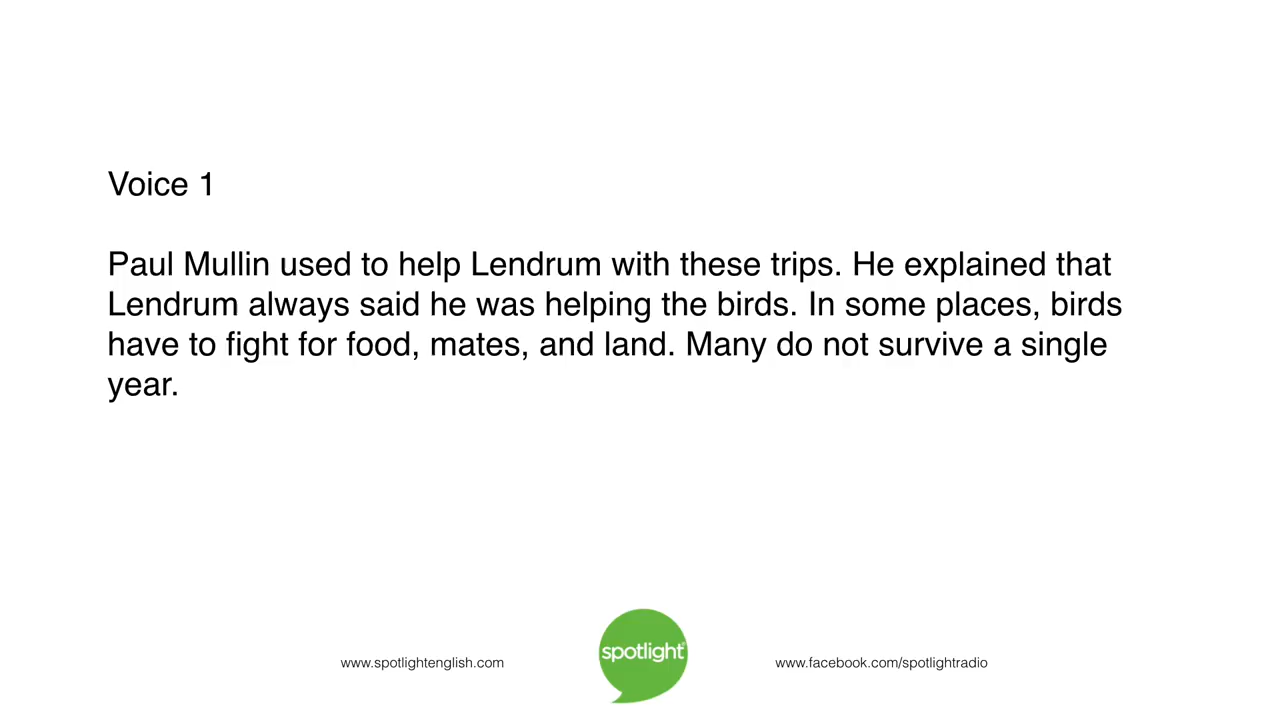 Voice 1
Paul Mullin used to help Lendrum with these trips. He explained that
Lendrum always said he was helping the birds. In some places, birds
have to fight for food, mates, and land. Many do not survive a single
year.
www.spotlightenglish.com
spotlight
www.facebook.com/spotlightradio